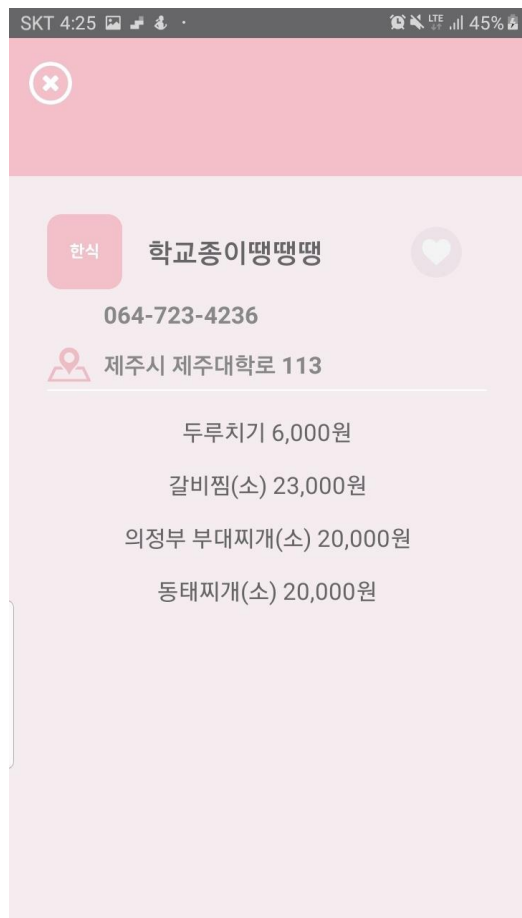 SKT 4:25 LTE 45%
한식 학교종이땡땡땡
064-723-4236
제주시 제주대학로 113
두루치기 6,000원
갈비찜(소) 23,000원
의정부 부대찌개(소) 20,000원
동태찌개(소) 20,000원